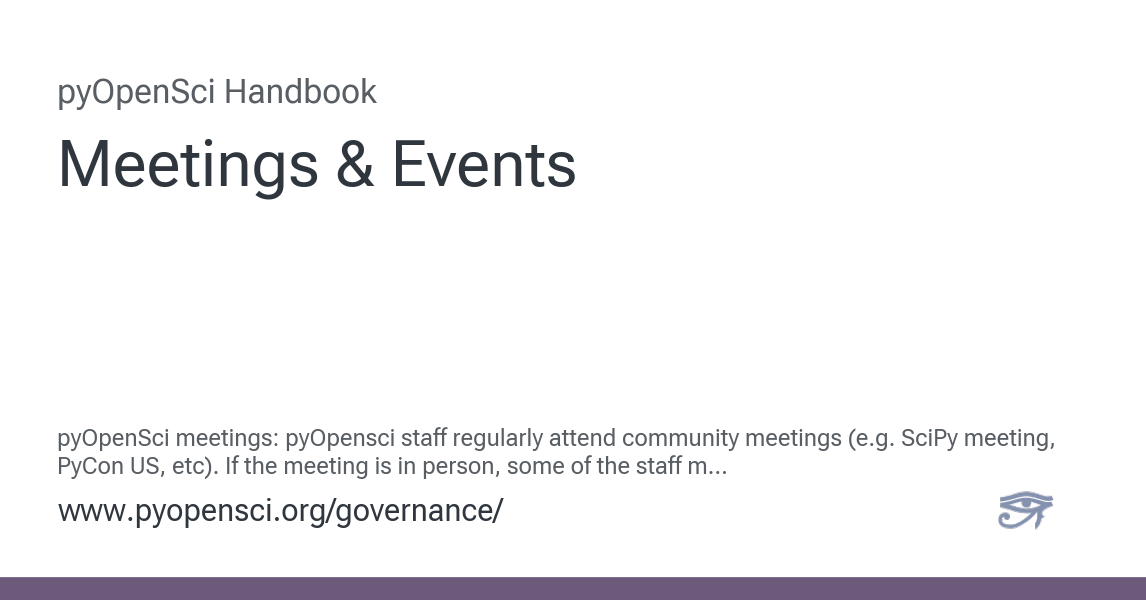 pyOpenSci Handbook
Meetings & Events
pyOpenSci meetings: pyOpensci staff regularly attend community meetings (e.g. SciPy meeting,
PyCon US, etc). If the meeting is in person, some of the staff m...
www.pyopensci.org/governance/